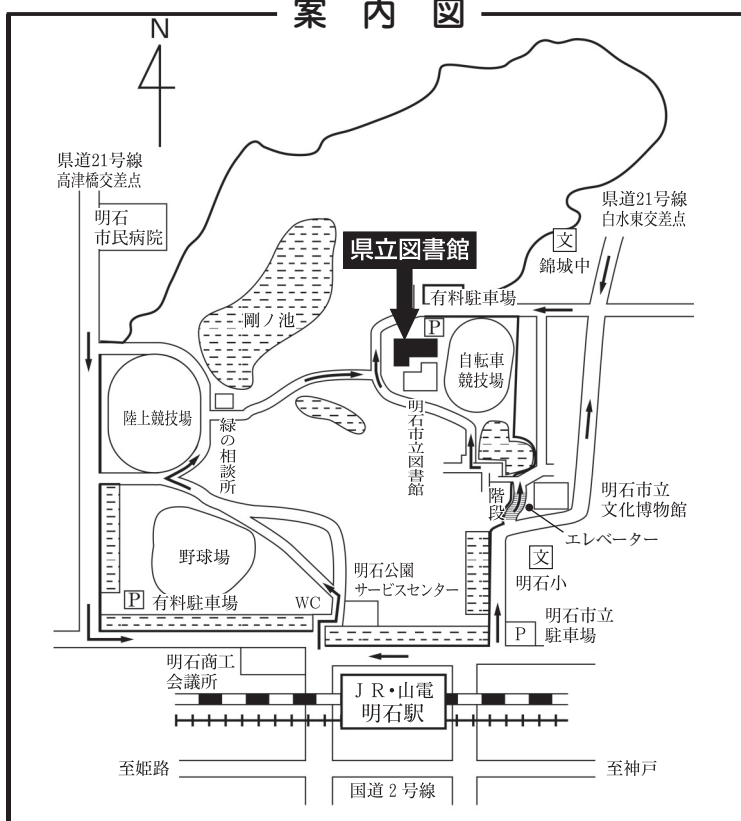 案内図
N
県道21号線
高津橋交差点
明石
市民病院
県道21号線
白水東交差点
文
錦城中
県立図書館
有料駐車場
P
剛ノ池
自転車
競技場
陸上競技場
緑の相談所
明石市立図書館
階段
明石市立
文化博物館
エレベーター
野球場
文
明石小
明石公園
サービスセンター
P 有料駐車場
WC
明石市立
駐車場
P
明石商工
会議所
JR・山電
明石駅
至姫路
至神戸
国道2号線